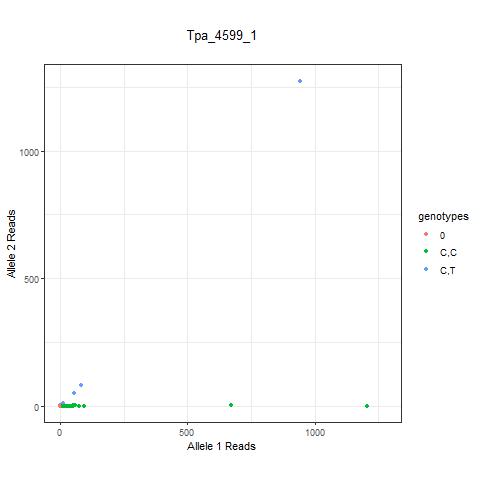 Tpa_4599_1
Allele 2 Reads
1000
500
0
0
500
1000
Allele 1 Reads
genotypes
0
C,C
C,T